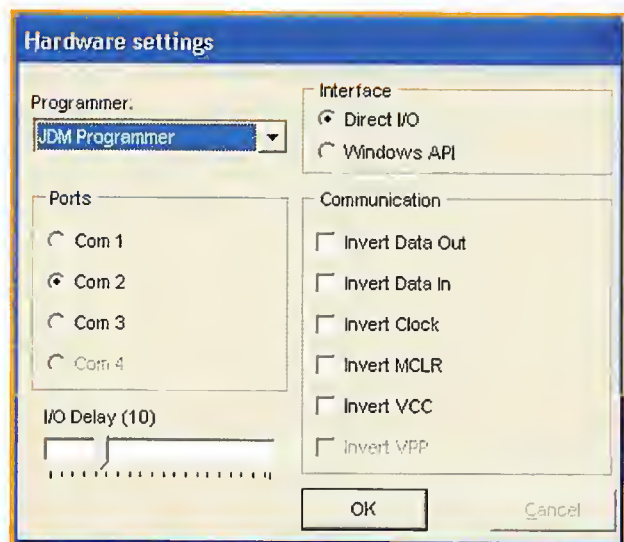 Hardware settings
Programmer:
JDM Programmer
Interface
Direct I/O
Windows API
Ports
Com 1
Com 2
Com 3
Com 4
I/O Delay (10)
Communication
Invert Data Out
Invert Data In
Invert Clock
Invert MCLR
Invert VCC
Invert VPP
OK
Cancel